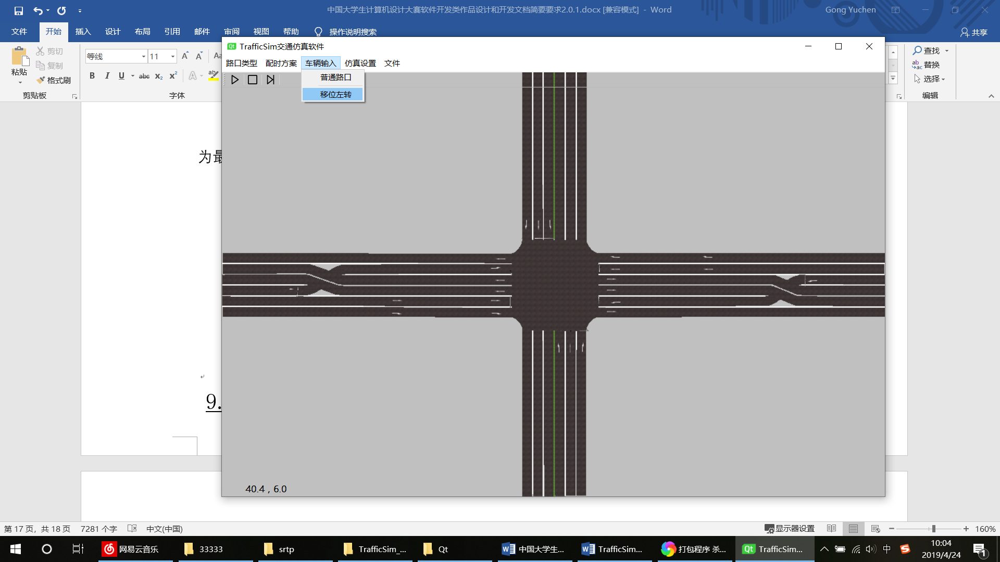 中国大学生计算机设计大赛软件开发类作品设计和开发文档简要要求2.0.1.docx [兼容模式] - Word
Gong Yuchen
文件 开始 插入 设计 布局 引用 邮件 审阅 视图 帮助 操作说明搜索
共享
粘贴
剪切
复制
格式刷
剪贴板
等线 11
字体
查找
替换
选择
编辑
TrafficSim交通仿真软件
路口类型 配时方案 车辆输入 仿真设置 文件
普通路口
移位左转
为最
9.
40.4 , 6.0
第 17 页，共 18 页 7281 个字 中文(中国)
显示器设置
160%
网易云音乐
33333
srtp
TrafficSim_...
Qt
中国大学生...
TrafficSim...
打包程序 杀...
TrafficSim...
中
10:04
2019/4/24
1